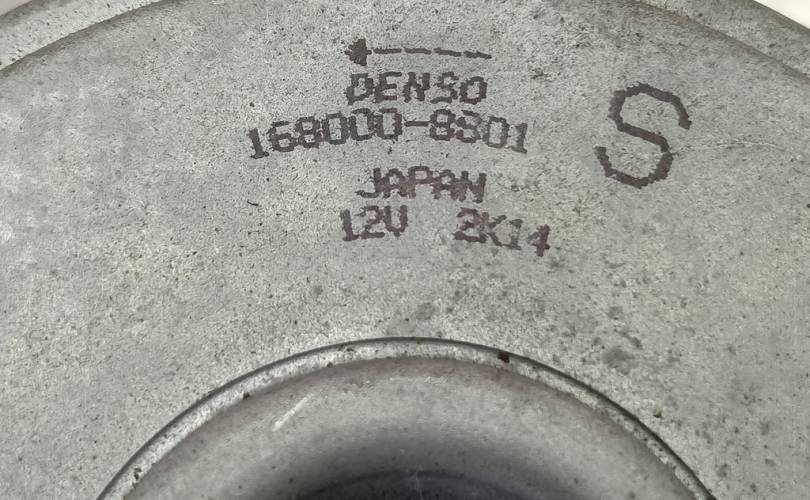 DENSO
168000-8801
S
JAPAN
12V 2K14